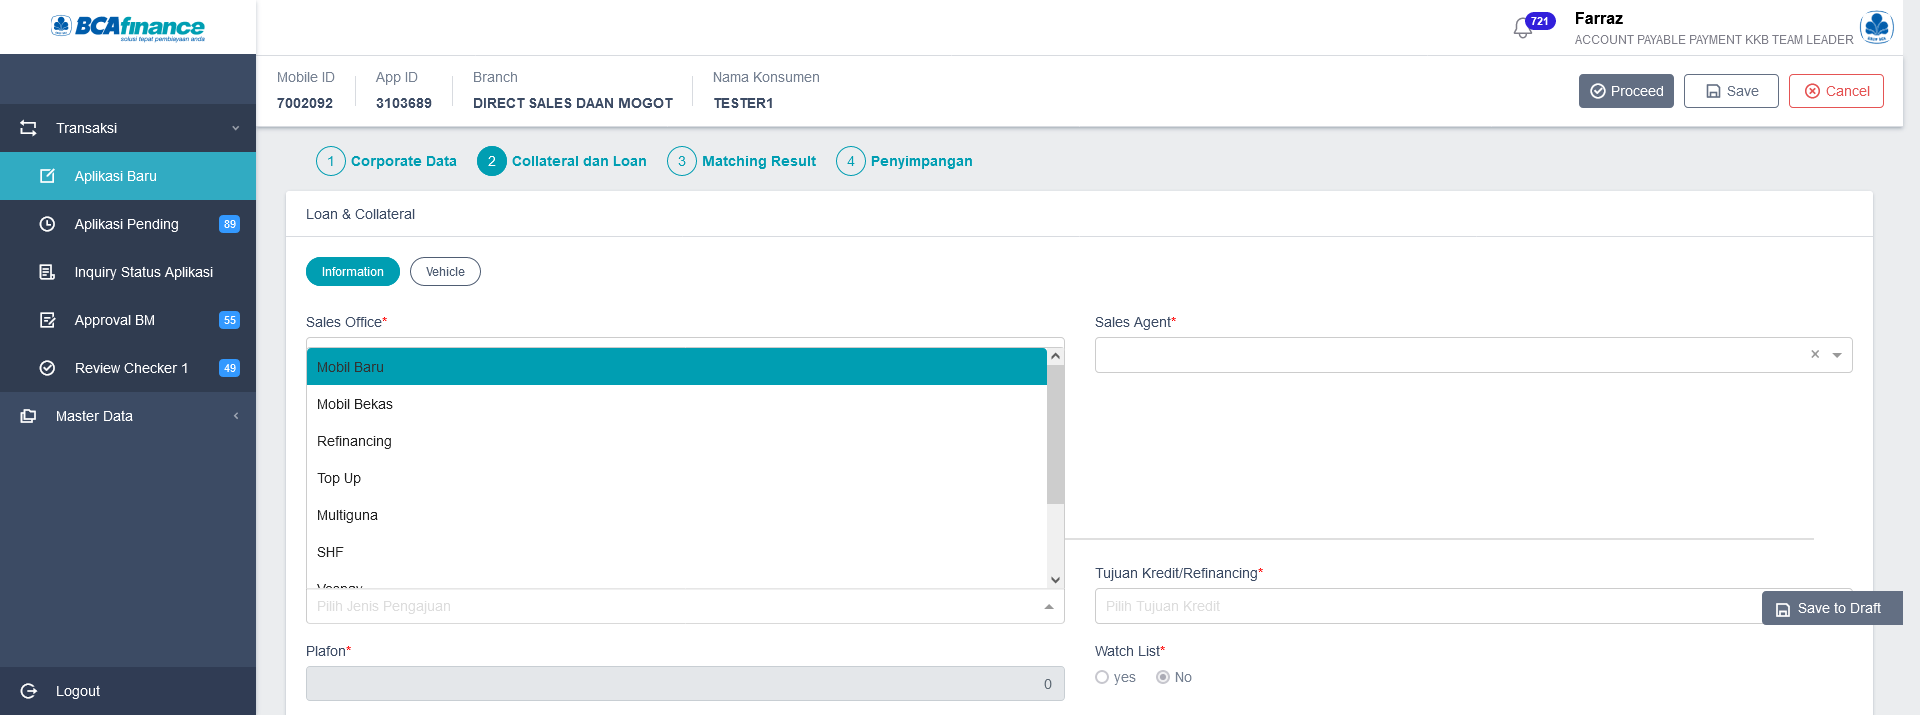 BCAfinance
solusi tepat pembiayaan anda
721
Farraz
ACCOUNT PAYABLE PAYMENT KKB TEAM LEADER
Mobile ID
7002092
App ID
3103689
Branch
DIRECT SALES DAAN MOGOT
Nama Konsumen
TESTER1
Proceed
Save
Cancel
Transaksi
Aplikasi Baru
Aplikasi Pending 89
Inquiry Status Aplikasi
Approval BM 55
Review Checker 1 49
Master Data
Logout
1 Corporate Data
2 Collateral dan Loan
3 Matching Result
4 Penyimpangan
Loan & Collateral
Information
Vehicle
Sales Office*
Sales Agent*
Mobil Baru
Mobil Bekas
Refinancing
Top Up
Multiguna
SHF
Pilih Jenis Pengajuan
Tujuan Kredit/Refinancing*
Pilih Tujuan Kredit
Save to Draft
Plafon*
0
Watch List*
yes
No